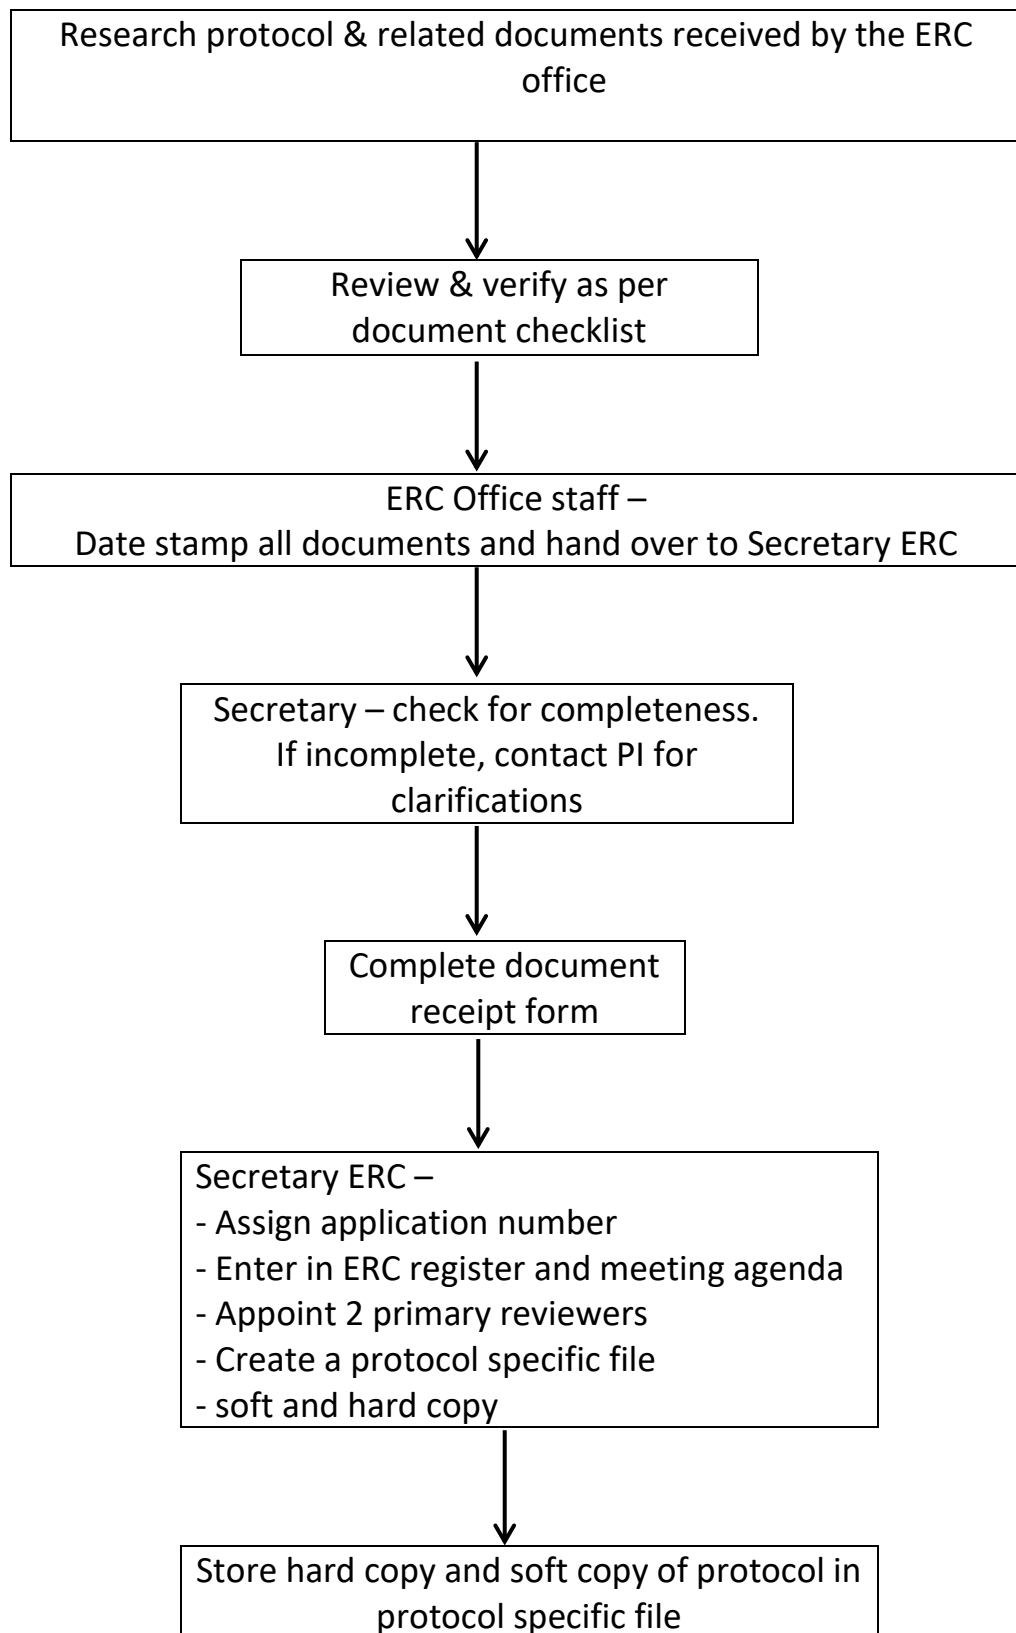 Research protocol & related documents received by the ERC
office
Review & verify as per
document checklist
ERC Office staff –
Date stamp all documents and hand over to Secretary ERC
Secretary – check for completeness.
If incomplete, contact PI for
clarifications
Complete document
receipt form
Secretary ERC –
- Assign application number
- Enter in ERC register and meeting agenda
- Appoint 2 primary reviewers
- Create a protocol specific file
- soft and hard copy
Store hard copy and soft copy of protocol in
protocol specific file